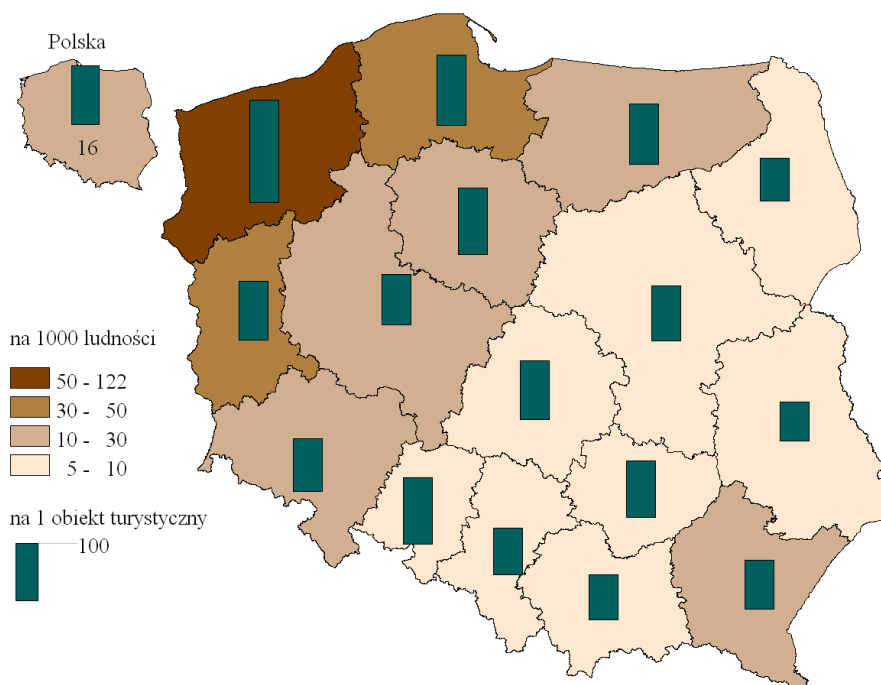 Polska
16
na 1000 ludności
50 - 122
30 - 50
10 - 30
5 - 10
na 1 obiekt turystyczny
100